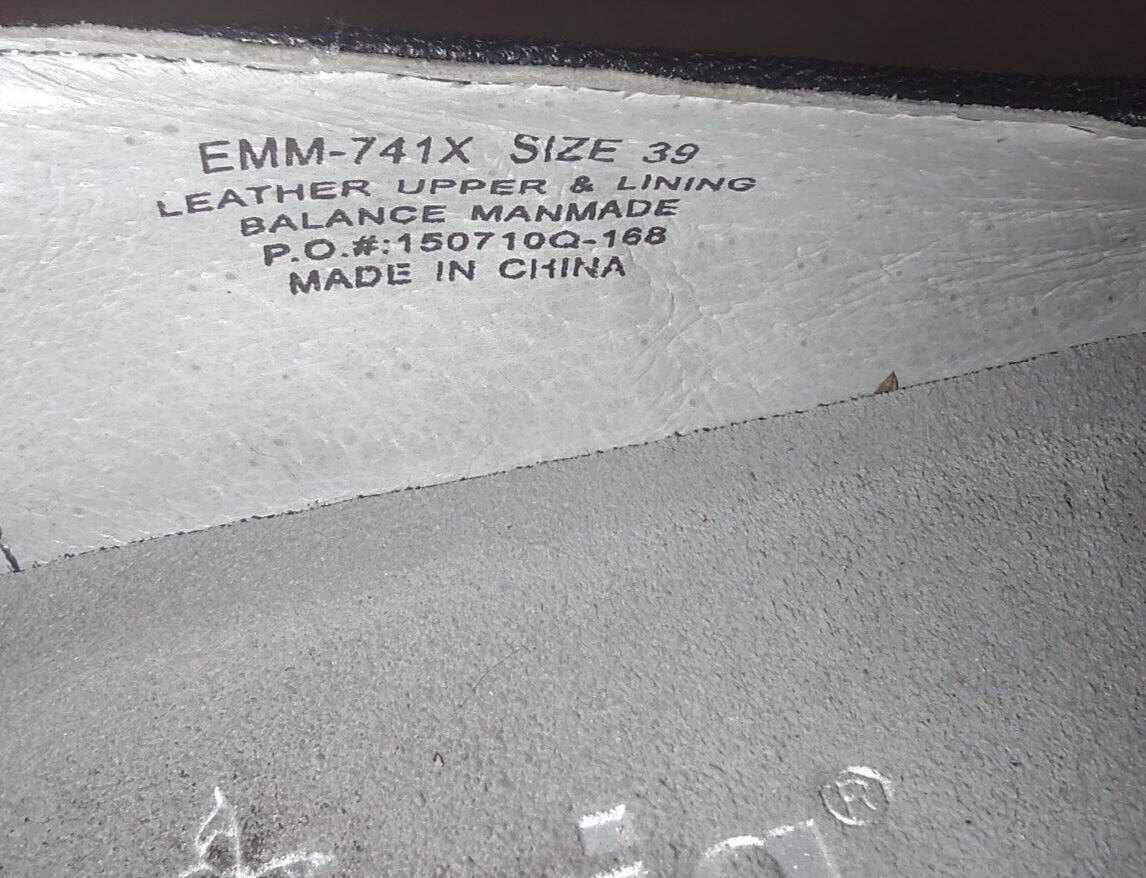 EMM-741X SIZE 39
LEATHER UPPER & LINING
BALANCE MANMADE
P.O.#:150710Q-168
MADE IN CHINA
®